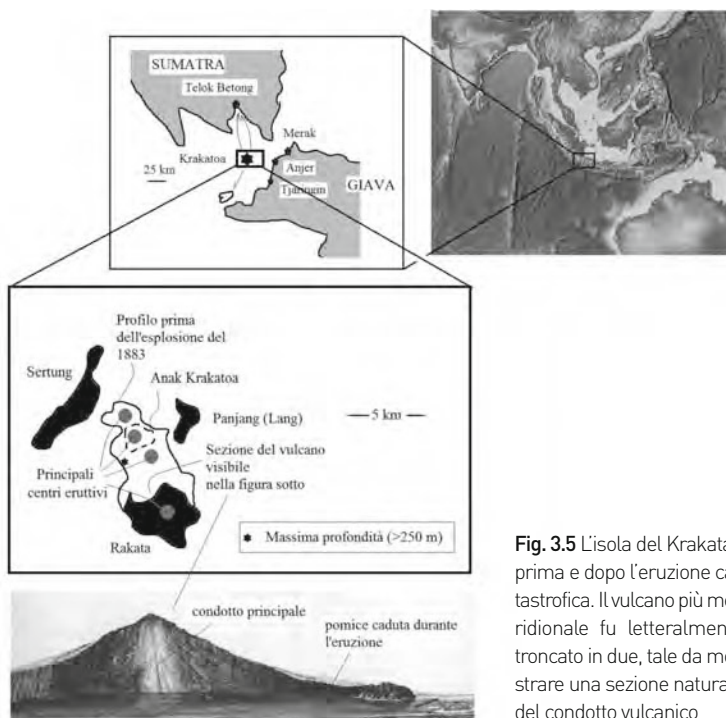 SUMATRA
Telok Betong
Merak
Krakatoa
Anjer
25 km
GIAVA
Tjaringin
Profilo prima
dell'esplosione del
1883
Sertung
Anak Krakatoa
Panjang (Lang)
5 km
Sezione del vulcano
visibile
nella figura sotto
Principali
centri eruttivi
Massima profondità (>250 m)
Rakata
condotto principale
pomice caduta durante
l'eruzione
Fig. 3.5 L'isola del Krakata
prima e dopo l'eruzione ca
tastrofica. Il vulcano più me
ridionale fu letteralmen
troncato in due, tale da mo
strare una sezione natura
del condotto vulcanico